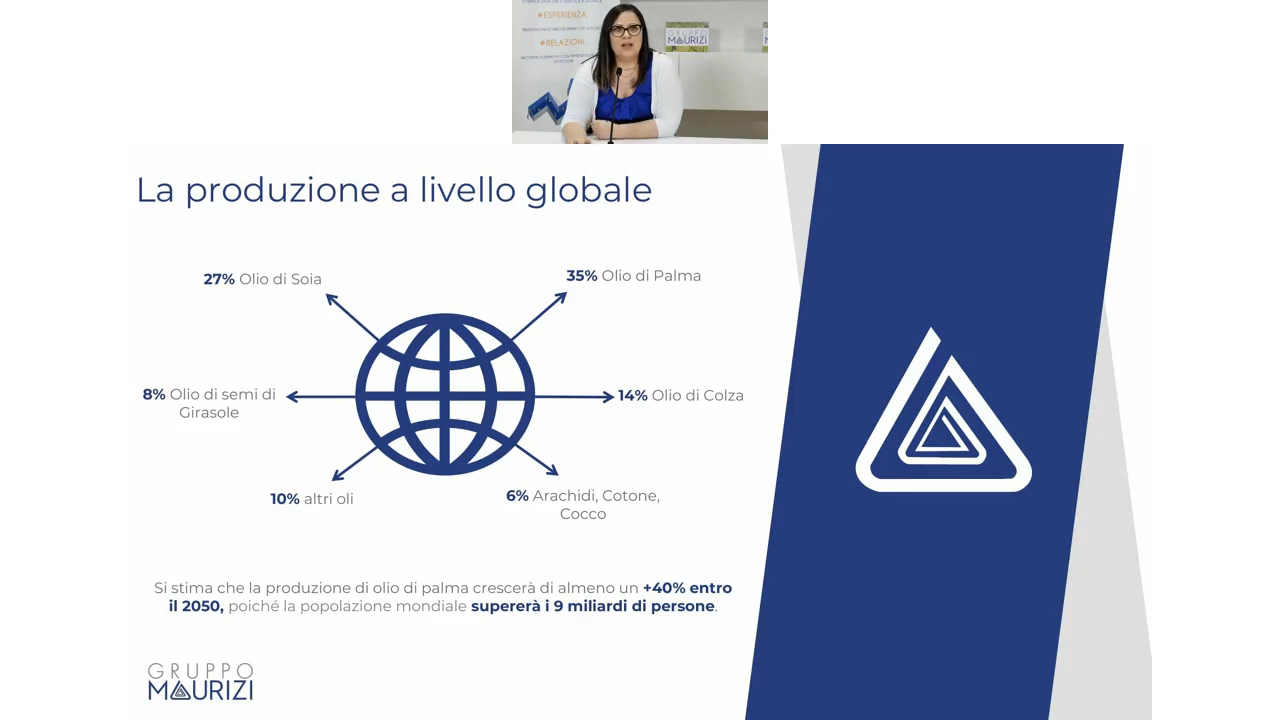 #ESPERIENZA
#RELAZIONI
GRUPPO
MAURIZI
La produzione a livello globale
27% Olio di Soia
35% Olio di Palma
8% Olio di semi di
Girasole
14% Olio di Colza
10% altri oli
6% Arachidi, Cotone,
Cocco
Si stima che la produzione di olio di palma crescerà di almeno un +40% entro
il 2050, poiché la popolazione mondiale supererà i 9 miliardi di persone.
GRUPPO
MAURIZI